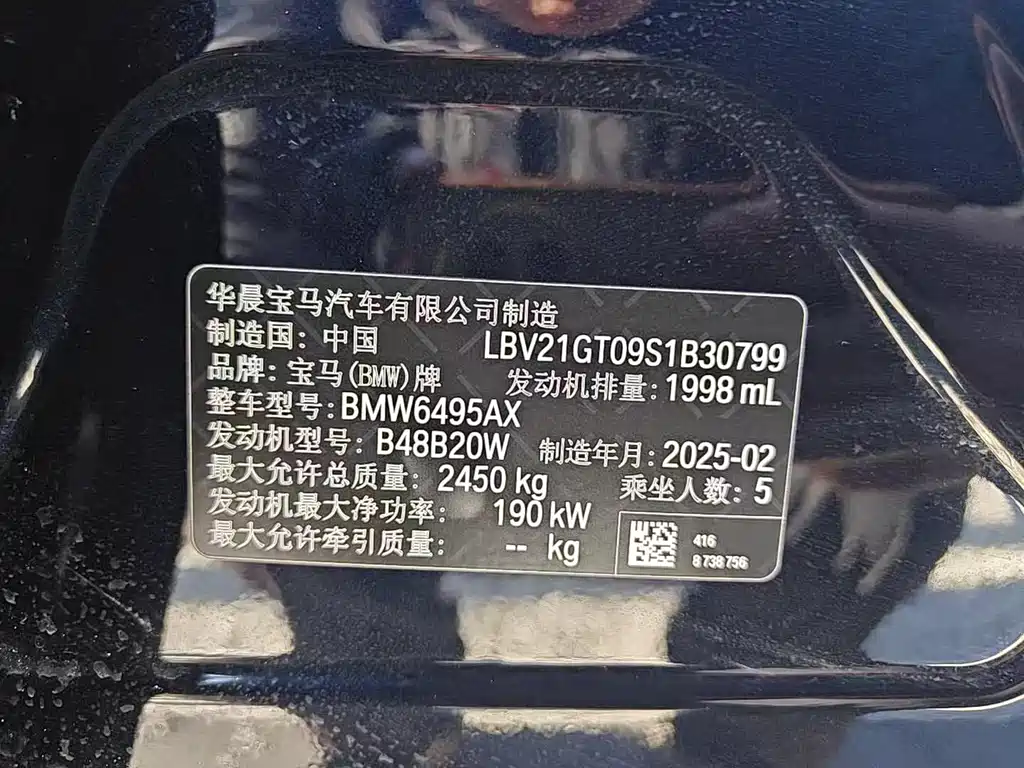 华晨宝马汽车有限公司制造
制造国: 中国
LBV21GT09S1B30799
品牌: 宝马(BMW)牌
发动机排量: 1998 mL
整车型号: BMW6495AX
发动机型号: B48B20W
制造年月: 2025-02
最大允许总质量: 2450 kg
乘坐人数: 5
发动机最大净功率: 190 kW
最大允许牵引质量: -- kg
416
8 738 756